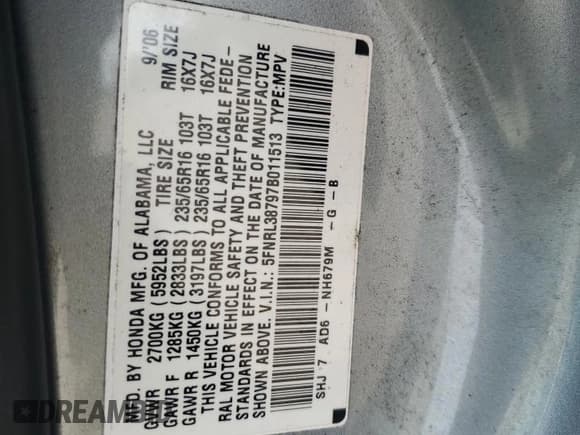 MFD. BY HONDA MFG. OF ALABAMA, LLC 9/'06
GVWR 2700KG (5952LBS) TIRE SIZE RIM SIZE
GAWR F 1285KG (2833LBS) 235/65R16 103T 16X7J
GAWR R 1450KG (3197LBS) 235/65R16 103T 16X7J
THIS VEHICLE CONFORMS TO ALL APPLICABLE FEDE-
RAL MOTOR VEHICLE SAFETY AND THEFT PREVENTION
STANDARDS IN EFFECT ON THE DATE OF MANUFACTURE
SHOWN ABOVE. V.I.N.: 5FNRL38797B011513 TYPE:MPV
SHJ 7 AD6 -NH679M -G -B
DREAMBID